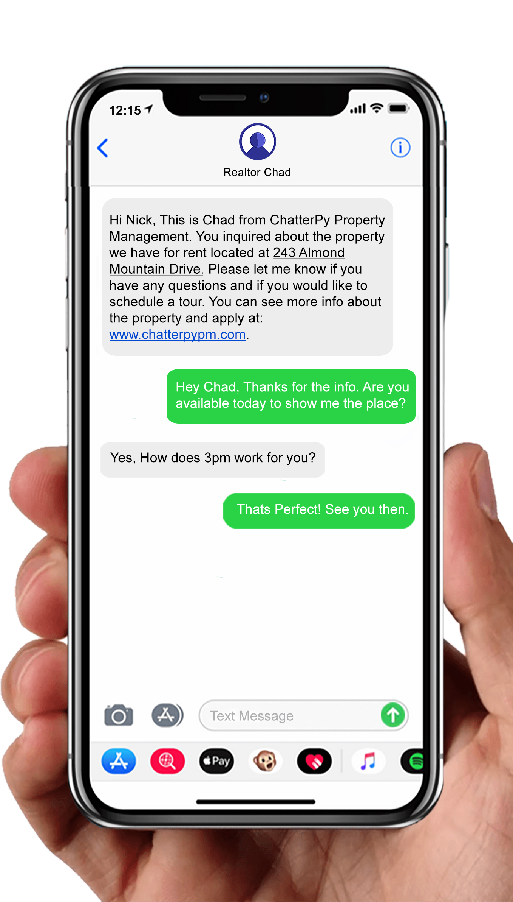 12:15
Realtor Chad
Hi Nick, This is Chad from ChatterPy Property
Management. You inquired about the property
we have for rent located at 243 Almond
Mountain Drive. Please let me know if you
have any questions and if you would like to
schedule a tour. You can see more info about
the property and apply at:
www.chatterpypm.com.
Hey Chad. Thanks for the info. Are you
available today to show me the place?
Yes, How does 3pm work for you?
Thats Perfect! See you then.
Text Message
Pay